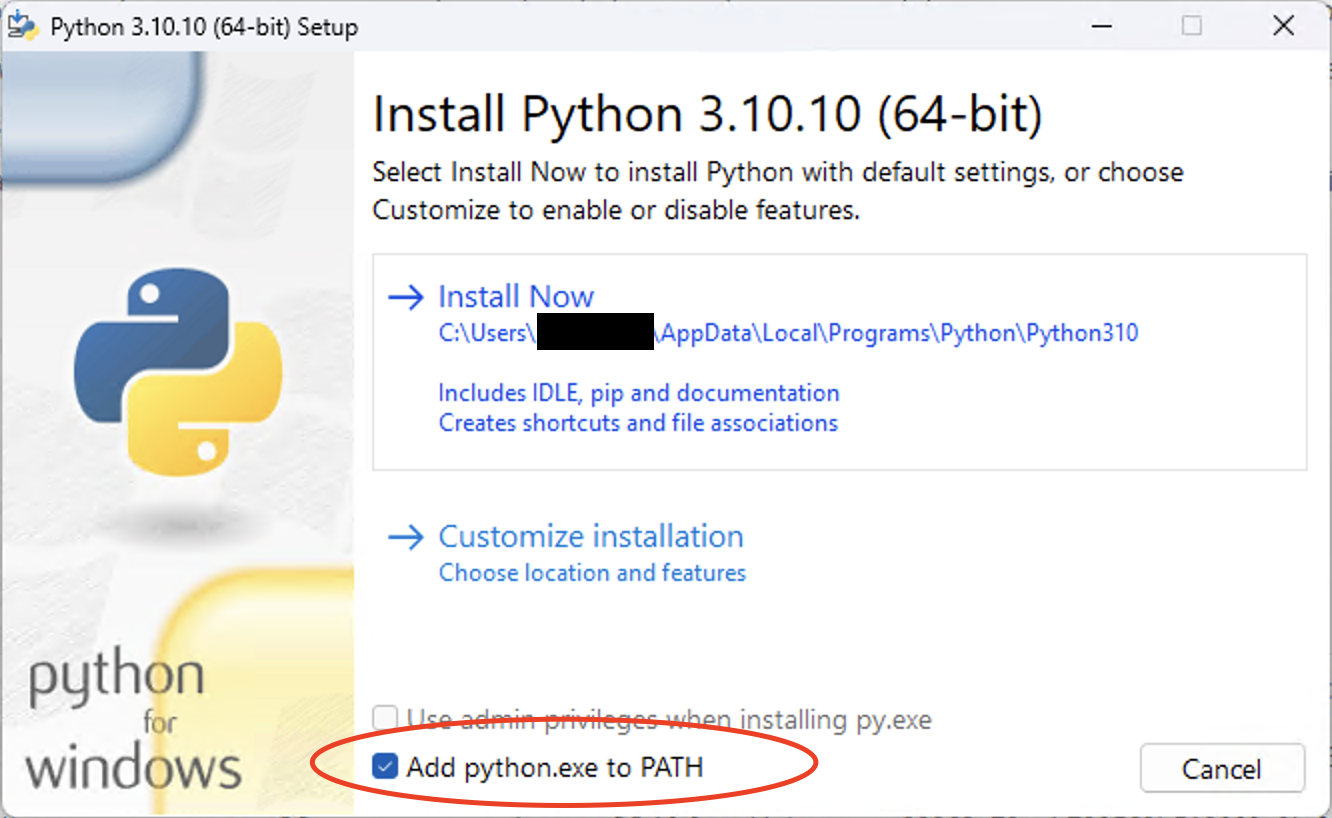 Python 3.10.10 (64-bit) Setup
Install Python 3.10.10 (64-bit)
Select Install Now to install Python with default settings, or choose
Customize to enable or disable features.
Install Now
C:\Users\ \AppData\Local\Programs\Python\Python310
Includes IDLE, pip and documentation
Creates shortcuts and file associations
Customize installation
Choose location and features
python
for
windows
Use admin privileges when installing py.exe
Add python.exe to PATH
Cancel